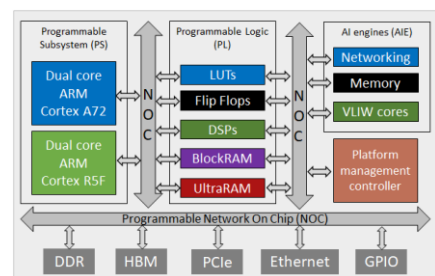 Programmable
Subsystem (PS)
Dual core
ARM
Cortex A72
Dual core
ARM
Cortex R5F
N
O
C
Programmable Logic
(PL)
LUTs
Flip Flops
DSPs
BlockRAM
UltraRAM
N
O
C
AI engines (AIE)
Networking
Memory
VLIW cores
Platform
management
controller
Programmable Network On Chip (NOC)
DDR
HBM
PCIe
Ethernet
GPIO